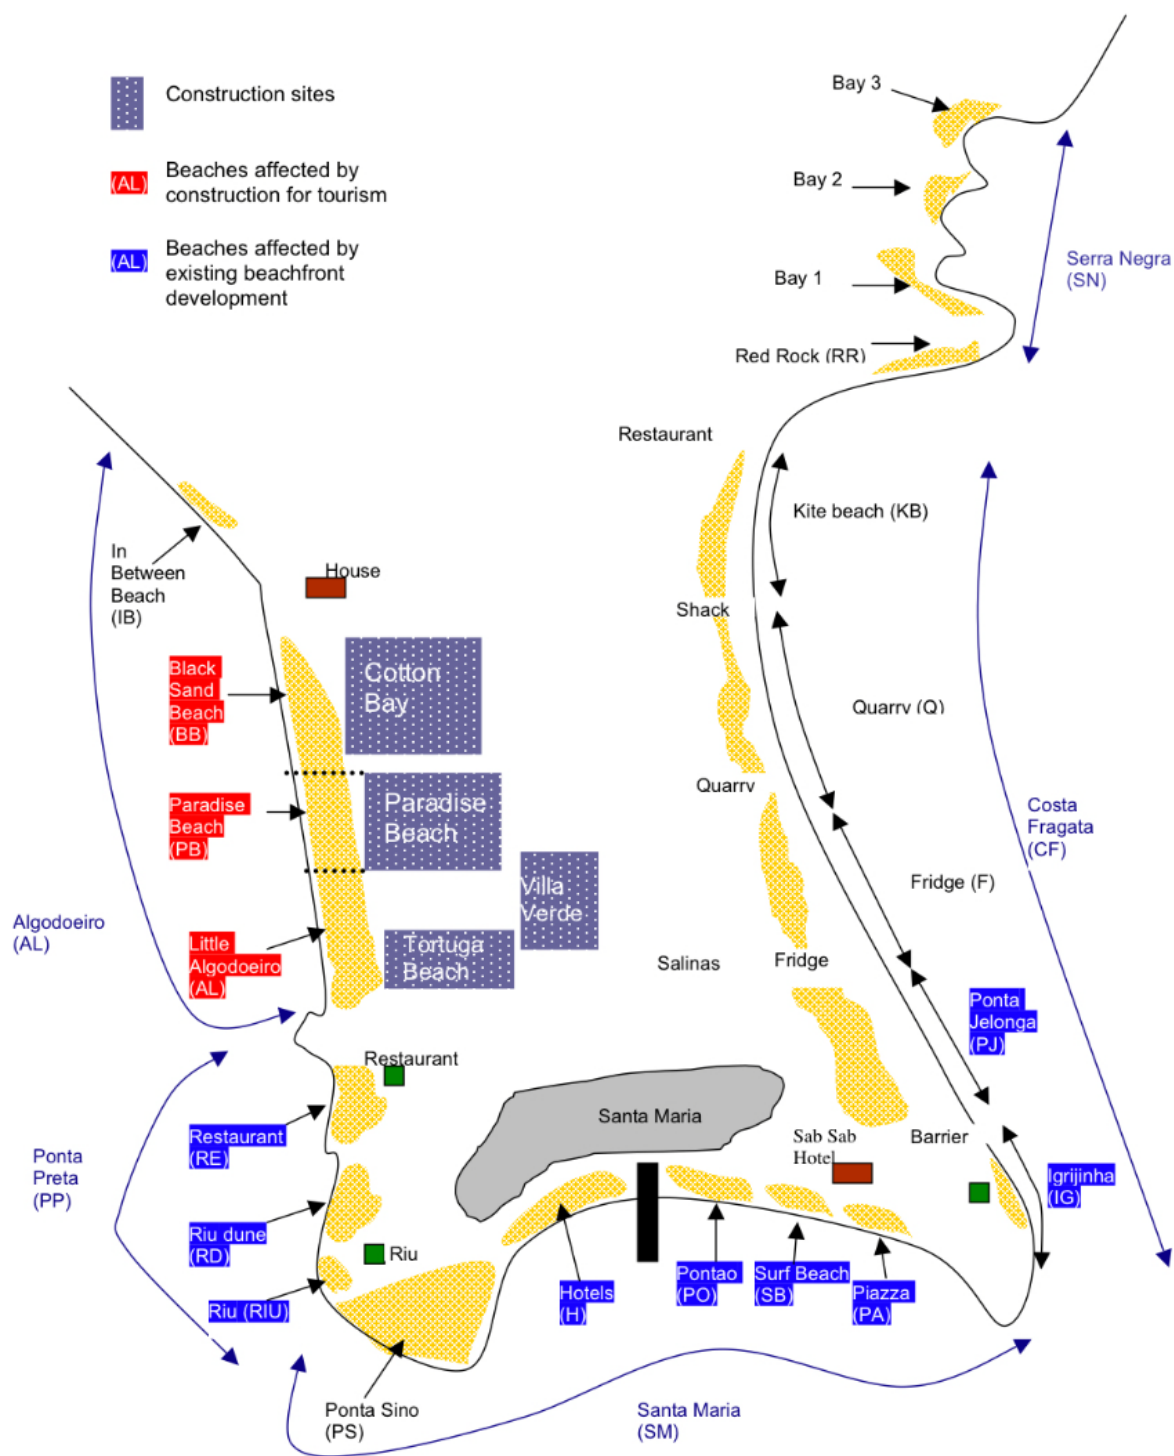 Construction sites
(AL)
Beaches affected by
construction for tourism
(AL)
Beaches affected by
existing beachfront
development
Bay 3
Bay 2
Bay 1
Red Rock (RR)
Serra Negra
(SN)
Restaurant
Kite beach (KB)
Shack
Quarry (Q)
Quarry
Costa
Fragata
(CF)
Fridge (F)
Fridge
Salinas
Ponta
Jelonga
(PJ)
Barrier
Igrijinha
(IG)
In
Between
Beach
(IB)
House
Black
Sand
Beach
(BB)
Cotton
Bay
Paradise
Beach
(PB)
Paradise
Beach
Villa
Verde
Algodoeiro
(AL)
Little
Algodoeiro
(AL)
Tortuga
Beach
Restaurant
Restaurant
(RE)
Ponta
Preta
(PP)
Riu dune
(RD)
Riu
Riu (RIU)
Santa Maria
Sab Sab
Hotel
Hotels
(H)
Pontao
(PO)
Surf Beach
(SB)
Piazza
(PA)
Ponta Sino
(PS)
Santa Maria
(SM)